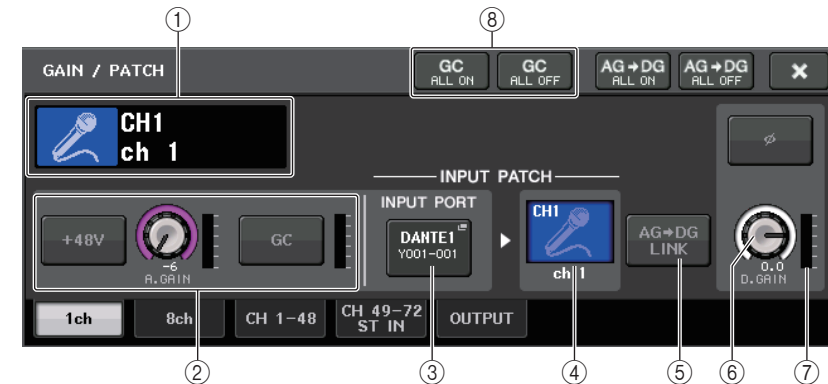 ① ⑧
GAIN / PATCH
GC
ALL ON
GC
ALL OFF
AG➔DG
ALL ON
AG➔DG
ALL OFF
CH1
ch 1
INPUT PATCH
INPUT PORT
+48V
-6
A.GAIN
GC
DANTE1
Y001-001
CH1
ch 1
AG➔DG
LINK
ø
0.0
D.GAIN
1ch
8ch
CH 1-48
CH 49-72
ST IN
OUTPUT
② ③ ④ ⑤ ⑥ ⑦